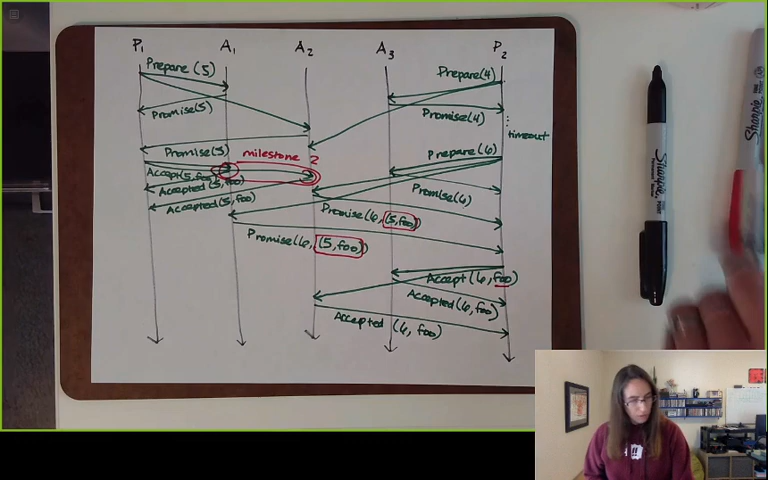 P1 A1 A2 A3 P2
Prepare (5)
Prepare(4)
Promise(5)
Promise(4)
timeout
Promise(5)
milestone 2
Prepare(6)
Accept(5,foo)
Accepted(5,foo)
Promise(6)
Accepted(5,foo)
Promise(6, (5,foo))
Promise(6, (5,foo))
Accept(6,foo)
Accepted(6,foo)
Accepted (6, foo)
Sharpie
Sharpie